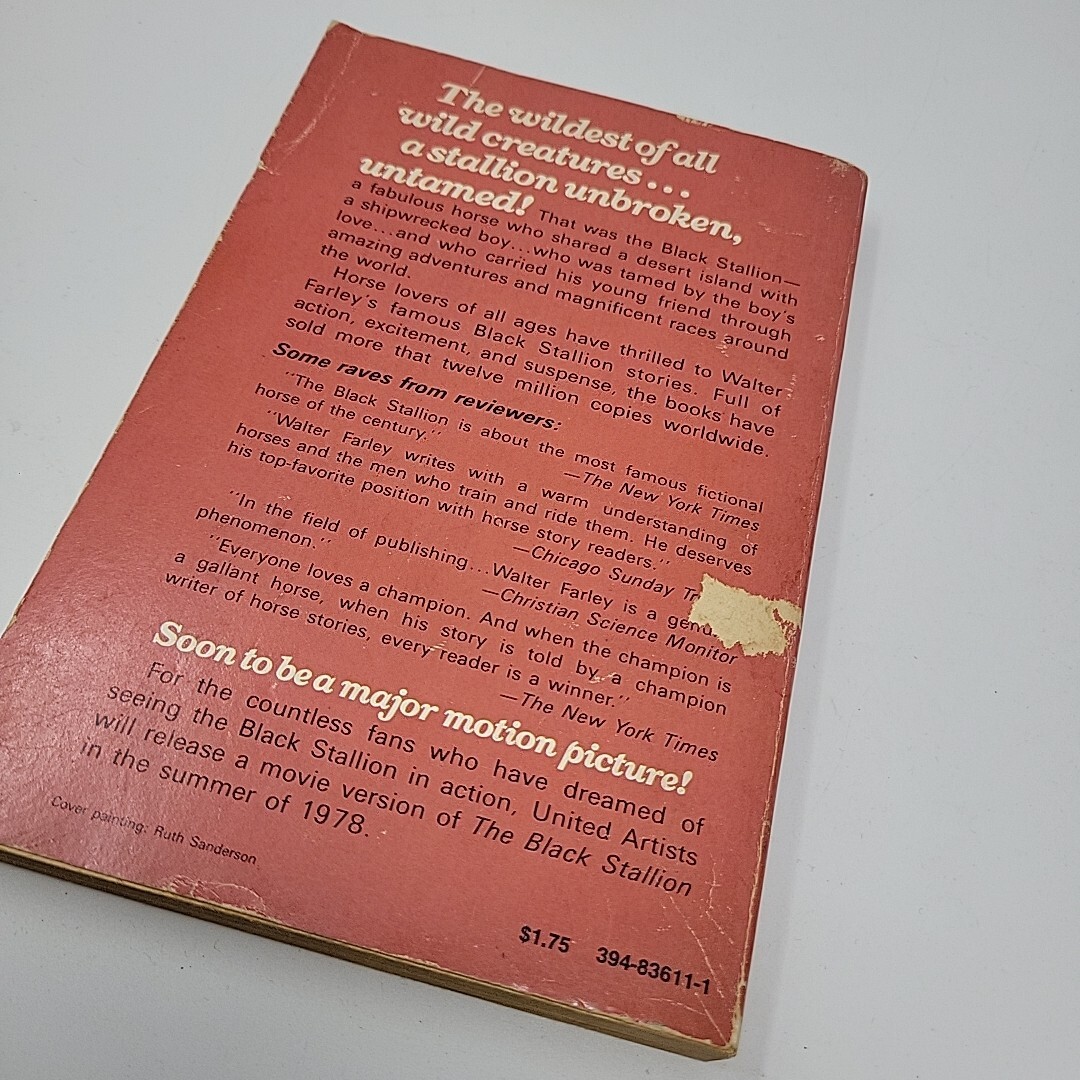 The wildest of all
wild creatures...
a stallion unbroken,
untamed! That was the Black Stallion—
a fabulous horse who shared a desert island with
a shipwrecked boy...who was tamed by the boy's
love...and who carried his young friend through
amazing adventures and magnificent races around
the world.
Horse lovers of all ages have thrilled to Walter
Farley's famous Black Stallion stories. Full of
action, excitement, and suspense, the books have
sold more that twelve million copies worldwide.
Some raves from reviewers:
"The Black Stallion is about the most famous fictional
horse of the century."
—The New York Times
"Walter Farley writes with a warm understanding of
horses and the men who train and ride them. He deserves
his top-favorite position with horse story readers."
—Chicago Sunday
"In the field of publishing...Walter Farley is a
phenomenon."
—Christian Science Monitor
"Everyone loves a champion. And when the champion is
a gallant horse, when his story is told by a champion
writer of horse stories, every reader is a winner."
—The New York Times
Soon to be a major motion picture!
For the countless fans who have dreamed of
seeing the Black Stallion in action, United Artists
will release a movie version of The Black Stallion
in the summer of 1978.
Cover painting: Ruth Sanderson
$1.75 394-83611-1